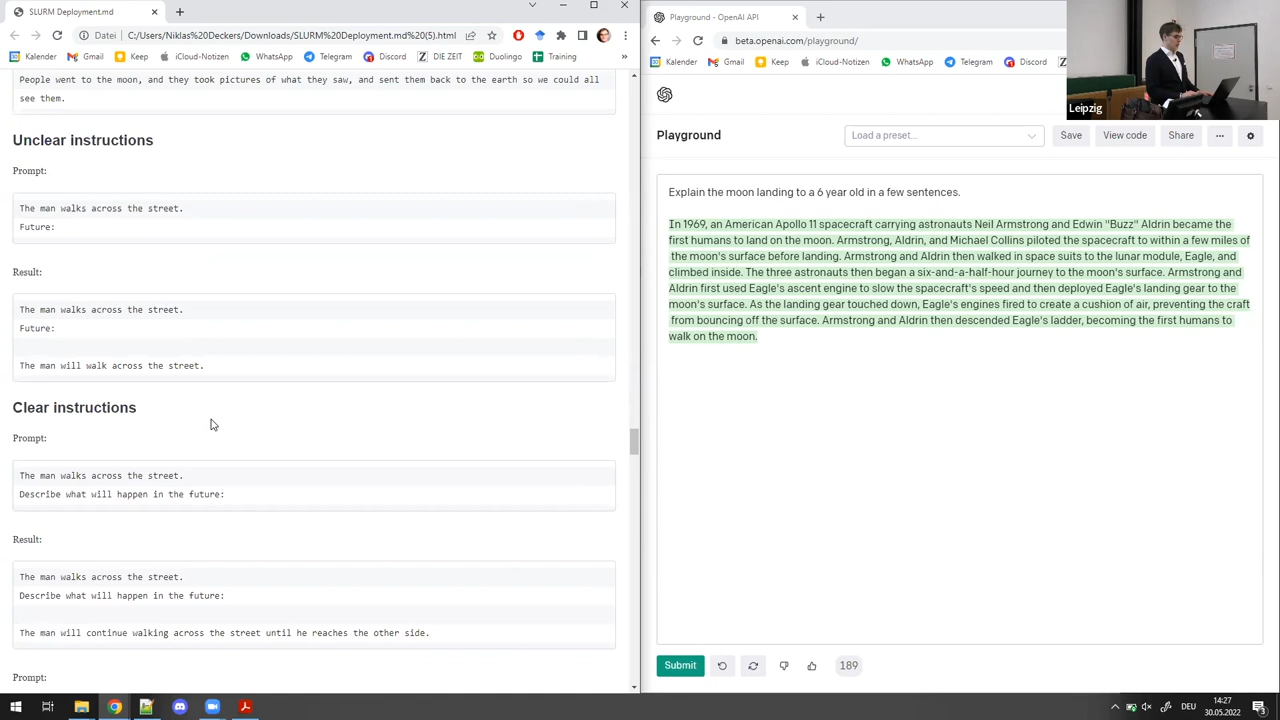 SLURM Deployment.md
Datei
C:/Users/Niklas%20Deckers/Downloads/SLURM%20Deployment.md%20(5).html
Kalender
Gmail
Keep
iCloud-Notizen
WhatsApp
Telegram
Discord
DIE ZEIT
Duolingo
Training
People went to the moon, and they took pictures of what they saw, and sent them back to the earth so we could all
see them.
Unclear instructions
Prompt:
The man walks across the street.
Future:
Result:
The man walks across the street.
Future:
The man will walk across the street.
Clear instructions
Prompt:
The man walks across the street.
Describe what will happen in the future:
Result:
The man walks across the street.
Describe what will happen in the future:
The man will continue walking across the street until he reaches the other side.
Prompt:
Playground - OpenAI API
beta.openai.com/playground/
Kalender
Gmail
Keep
iCloud-Notizen
WhatsApp
Telegram
Discord
Leipzig
Playground
Load a preset...
Save
View code
Share
Explain the moon landing to a 6 year old in a few sentences.
In 1969, an American Apollo 11 spacecraft carrying astronauts Neil Armstrong and Edwin "Buzz" Aldrin became the
first humans to land on the moon. Armstrong, Aldrin, and Michael Collins piloted the spacecraft to within a few miles of
the moon's surface before landing. Armstrong and Aldrin then walked in space suits to the lunar module, Eagle, and
climbed inside. The three astronauts then began a six-and-a-half-hour journey to the moon's surface. Armstrong and
Aldrin first used Eagle's ascent engine to slow the spacecraft's speed and then deployed Eagle's landing gear to the
moon's surface. As the landing gear touched down, Eagle's engines fired to create a cushion of air, preventing the craft
from bouncing off the surface. Armstrong and Aldrin then descended Eagle's ladder, becoming the first humans to
walk on the moon.
Submit
189
DEU
14:27
30.05.2022
3